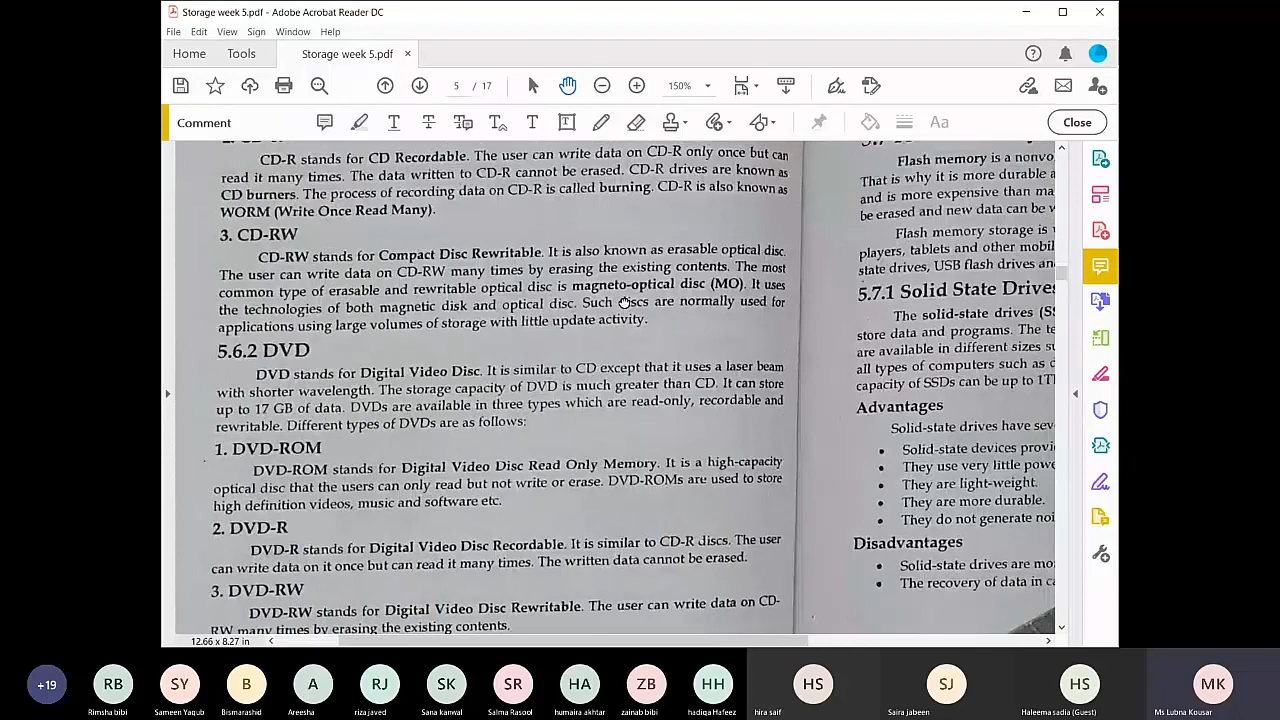 Storage week 5.pdf - Adobe Acrobat Reader DC
File Edit View Sign Window Help
Home Tools Storage week 5.pdf
5 / 17 150%
Comment Close
CD-R stands for CD Recordable. The user can write data on CD-R only once but can
read it many times. The data written to CD-R cannot be erased. CD-R drives are known as
CD burners. The process of recording data on CD-R is called burning. CD-R is also known as
WORM (Write Once Read Many).
3. CD-RW
CD-RW stands for Compact Disc Rewritable. It is also known as erasable optical disc.
The user can write data on CD-RW many times by erasing the existing contents. The most
common type of erasable and rewritable optical disc is magneto-optical disc (MO). It uses
the technologies of both magnetic disk and optical disc. Such discs are normally used for
applications using large volumes of storage with little update activity.
5.6.2 DVD
DVD stands for Digital Video Disc. It is similar to CD except that it uses a laser beam
with shorter wavelength. The storage capacity of DVD is much greater than CD. It can store
up to 17 GB of data. DVDs are available in three types which are read-only, recordable and
rewritable. Different types of DVDs are as follows:
1. DVD-ROM
DVD-ROM stands for Digital Video Disc Read Only Memory. It is a high-capacity
optical disc that the users can only read but not write or erase. DVD-ROMs are used to store
high definition videos, music and software etc.
2. DVD-R
DVD-R stands for Digital Video Disc Recordable. It is similar to CD-R discs. The user
can write data on it once but can read it many times. The written data cannot be erased.
3. DVD-RW
DVD-RW stands for Digital Video Disc Rewritable. The user can write data on CD-
RW many times by erasing the existing contents.
Flash memory is a nonvo
That is why it is more durable a
and is more expensive than ma
be erased and new data can be w
Flash memory storage is
players, tablets and other mobil
state drives, USB flash drives an
5.7.1 Solid State Drives
The solid-state drives (SS
store data and programs. The te
are available in different sizes su
all types of computers such as
capacity of SSDs can be up to 1T
Advantages
Solid-state drives have sev
• Solid-state devices provi
• They use very little powe
• They are light-weight.
• They are more durable.
• They do not generate noi
Disadvantages
• Solid-state drives are mo
• The recovery of data in ca
12.66 x 8.27 in
+19 RB SY B A RJ SK SR HA ZB HH HS SJ HS MK
Rimsha bibi Sameen Yaqub Bismarashid Areesha riza javed Sana kanwal Salma Rasool humaira akhtar zainab bibi hadiqa Hafeez hira saif Saira jabeen Haleema sadia (Guest) Ms Lubna Kousar